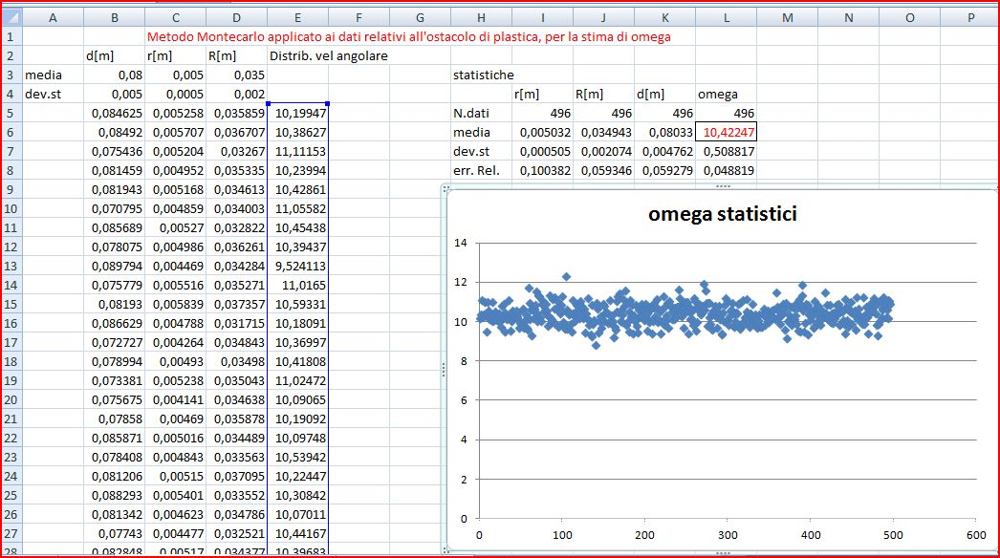 A B C D E F G H I J K L M N O P
1 Metodo Montecarlo applicato ai dati relativi all'ostacolo di plastica, per la stima di omega
2 d[m] r[m] R[m] Distrib. vel angolare
3 media 0,08 0,005 0,035 statistiche
4 dev.st 0,005 0,0005 0,002 r[m] R[m] d[m] omega
5 0,084625 0,005258 0,035859 10,19947 N.dati 496 496 496 496
6 0,08492 0,005707 0,036707 10,38627 media 0,005032 0,034943 0,08033 10,42247
7 0,075436 0,005204 0,03267 11,11153 dev.st 0,000505 0,002074 0,004762 0,508817
8 0,081459 0,004952 0,035335 10,23994 err. Rel. 0,100382 0,059346 0,059279 0,048819
9 0,081943 0,005168 0,034613 10,42861
10 0,070795 0,004859 0,034003 11,05582
11 0,085689 0,00527 0,032822 10,45438
12 0,078075 0,004986 0,036261 10,39437
13 0,089794 0,004469 0,034284 9,524113
14 0,075779 0,005516 0,035271 11,0165
15 0,08193 0,005839 0,037357 10,59331
16 0,086629 0,004788 0,031715 10,18091
17 0,072727 0,004264 0,034843 10,36997
18 0,078994 0,00493 0,03498 10,41808
19 0,073381 0,005238 0,035043 11,02472
20 0,075675 0,004141 0,034638 10,09065
21 0,07858 0,00469 0,035878 10,19092
22 0,085871 0,005016 0,034489 10,09748
23 0,078408 0,004843 0,033563 10,53942
24 0,081206 0,00515 0,037095 10,22447
25 0,088293 0,005401 0,033552 10,30842
26 0,081342 0,004623 0,034786 10,07011
27 0,07743 0,004477 0,032521 10,44167
28 0,082848 0,00517 0,034377 10,39683
omega statistici
14
12
10
8
6
4
2
0
0 100 200 300 400 500 600